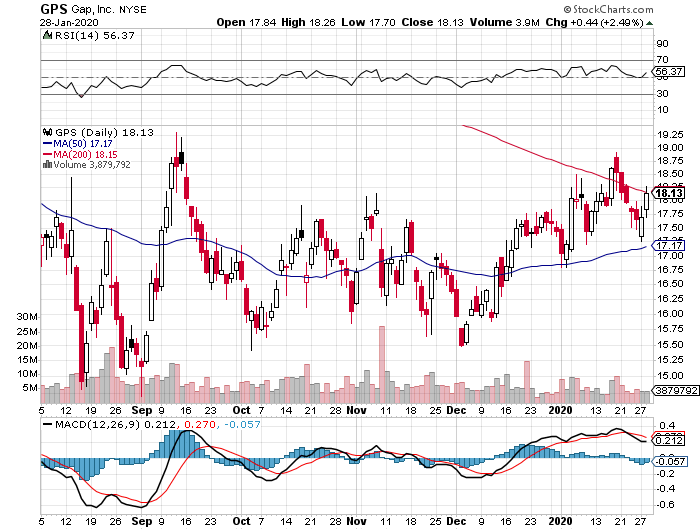 GPS Gap, Inc. NYSE © StockCharts.com
28-Jan-2020 Open 17.84 High 18.26 Low 17.70 Close 18.13 Volume 3.9M Chg +0.44 (+2.49%)
RSI(14) 56.37
90
70
56.37
50
30
10
GPS (Daily) 18.13
MA(50) 17.17
MA(200) 18.15
Volume 3,879,792
19.25
19.00
18.75
18.50
18.25
18.13
18.00
17.75
17.50
17.25
17.17
17.00
16.75
16.50
16.25
16.00
15.75
15.50
15.25
15.00
3879792
30M
25M
20M
15M
10M
5M
5 12 19 26 Sep 9 16 23 Oct 7 14 21 28 Nov 11 18 25 Dec 9 16 23 2020 13 21 27
MACD(12,26,9) 0.212, 0.270, -0.057
0.4
0.212
-0.057
-0.2
-0.4
-0.6
5 12 19 26 Sep 9 16 23 Oct 7 14 21 28 Nov 11 18 25 Dec 9 16 23 2020 13 21 27